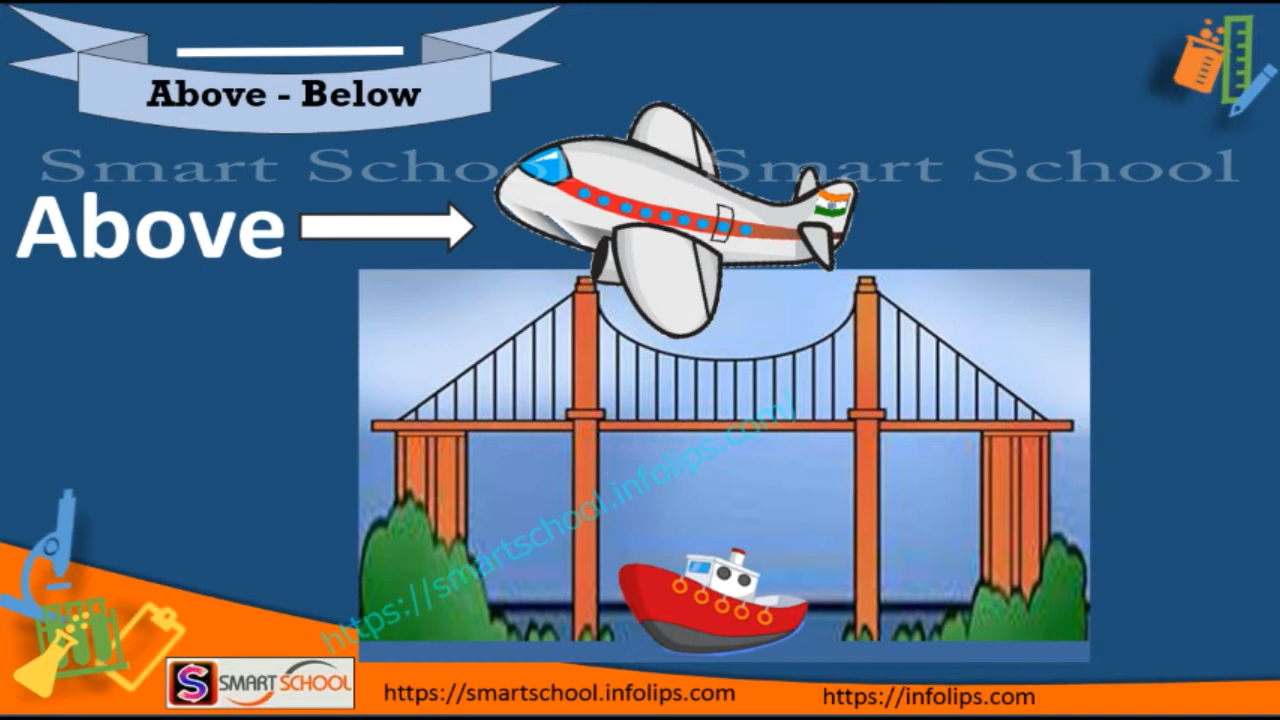 Above - Below
Smart School Smart School
Above
https://smartschool.infolips.com/
S SMART SCHOOL
https://smartschool.infolips.com
https://infolips.com